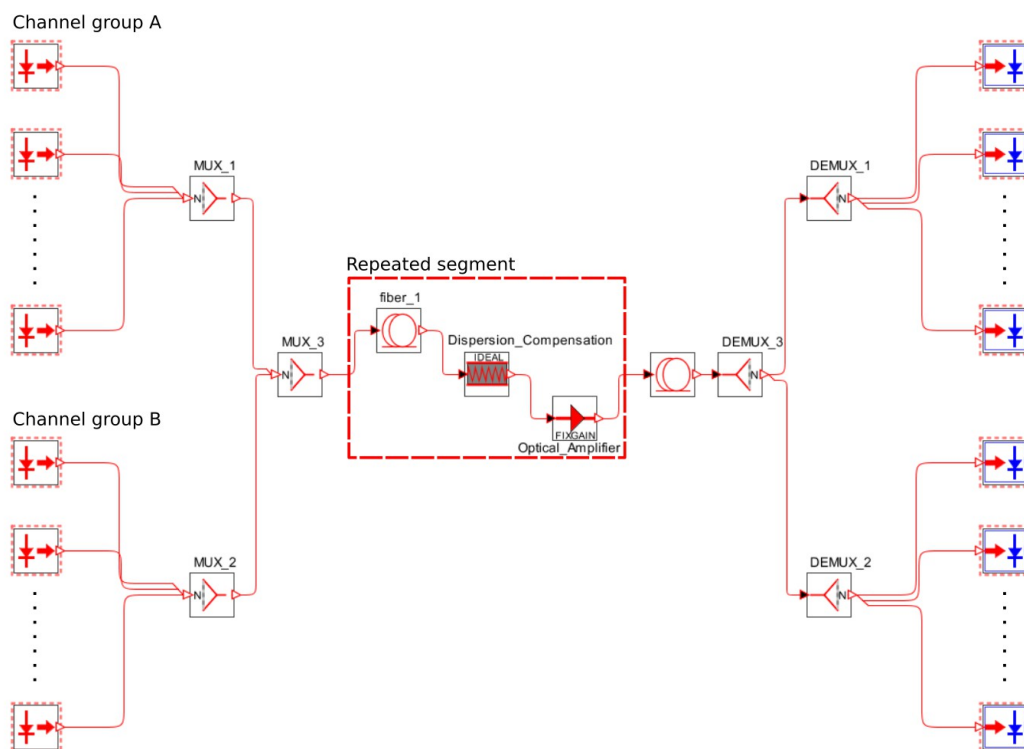 Channel group A
MUX_1
N
DEMUX_1
N
Repeated segment
fiber_1
MUX_3
N
Dispersion_Compensation
IDEAL
DEMUX_3
N
FIXGAIN
Optical_Amplifier
Channel group B
MUX_2
N
DEMUX_2
N